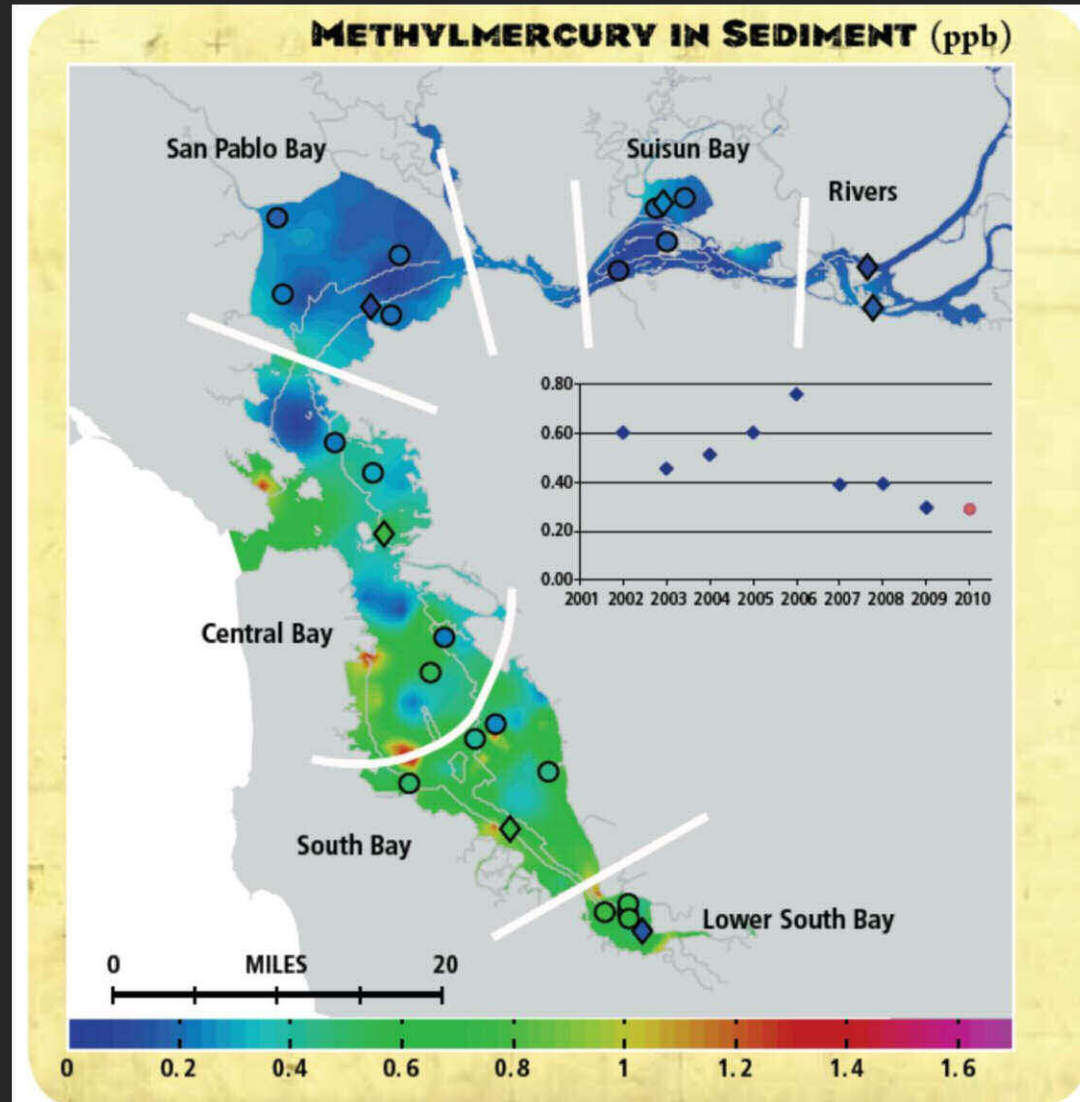 METHYLMERCURY IN SEDIMENT (ppb)
San Pablo Bay
Suisun Bay
Rivers
0.80
0.60
0.40
0.20
0.00
2001 2002 2003 2004 2005 2006 2007 2008 2009 2010
Central Bay
South Bay
Lower South Bay
0 MILES 20
0 0.2 0.4 0.6 0.8 1 1.2 1.4 1.6